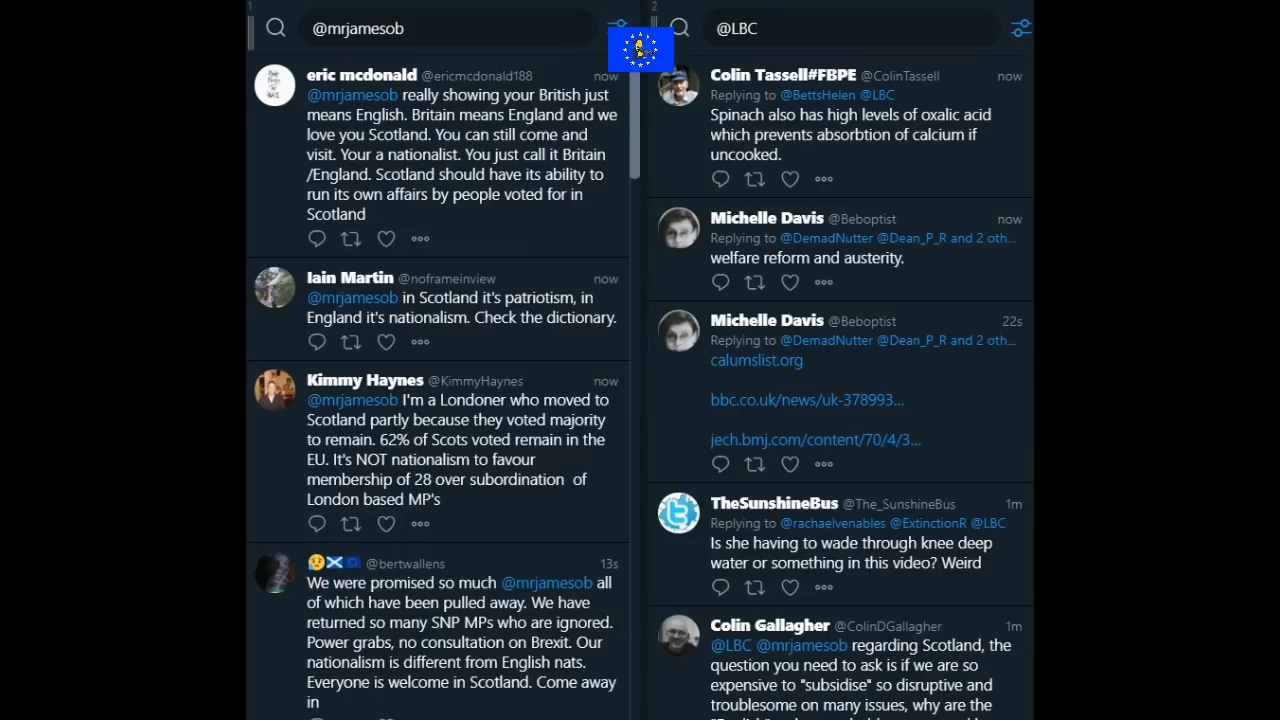 1
@mrjamesob
eric mcdonald @ericmcdonald188 now
@mrjamesob really showing your British just
means English. Britain means England and we
love you Scotland. You can still come and
visit. Your a nationalist. You just call it Britain
/England. Scotland should have its ability to
run its own affairs by people voted for in
Scotland
Iain Martin @noframeinview now
@mrjamesob in Scotland it's patriotism, in
England it's nationalism. Check the dictionary.
Kimmy Haynes @KimmyHaynes now
@mrjamesob I'm a Londoner who moved to
Scotland partly because they voted majority
to remain. 62% of Scots voted remain in the
EU. It's NOT nationalism to favour
membership of 28 over subordination of
London based MP's
@bertwallens 13s
We were promised so much @mrjamesob all
of which have been pulled away. We have
returned so many SNP MPs who are ignored.
Power grabs, no consultation on Brexit. Our
nationalism is different from English nats.
Everyone is welcome in Scotland. Come away
in
2
@LBC
Colin Tassell#FBPE @ColinTassell now
Replying to @BettsHelen @LBC
Spinach also has high levels of oxalic acid
which prevents absorbtion of calcium if
uncooked.
Michelle Davis @Beboptist now
Replying to @DemadNutter @Dean_P_R and 2 oth...
welfare reform and austerity.
Michelle Davis @Beboptist 22s
Replying to @DemadNutter @Dean_P_R and 2 oth...
calumslist.org
bbc.co.uk/news/uk-378993...
jech.bmj.com/content/70/4/3...
TheSunshineBus @The_SunshineBus 1m
Replying to @rachaelvenables @ExtinctionR @LBC
Is she having to wade through knee deep
water or something in this video? Weird
Colin Gallagher @ColinDGallagher 1m
@LBC @mrjamesob regarding Scotland, the
question you need to ask is if we are so
expensive to "subsidise" so disruptive and
troublesome on many issues, why are the